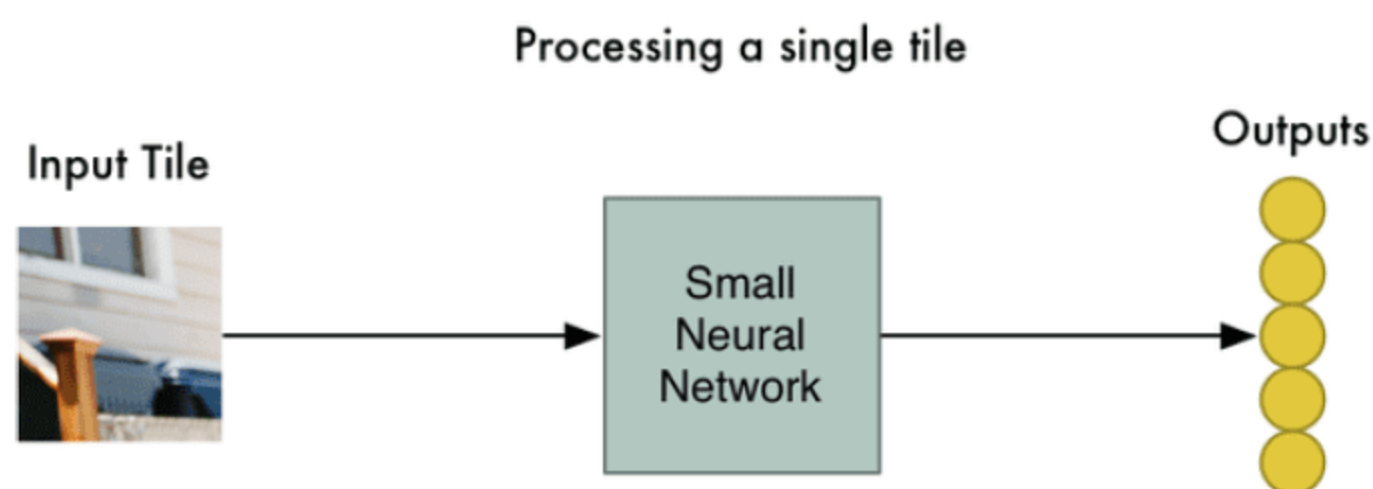 Processing a single tile
Input Tile
Outputs
Small
Neural
Network